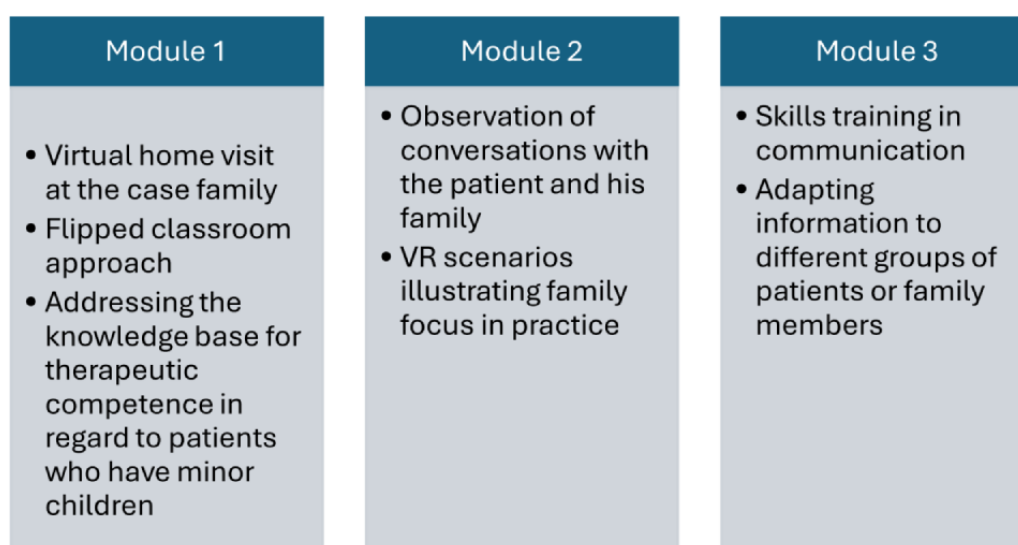 Module 1
• Virtual home visit
at the case family
• Flipped classroom
approach
• Addressing the
knowledge base for
therapeutic
competence in
regard to patients
who have minor
children
Module 2
• Observation of
conversations with
the patient and his
family
• VR scenarios
illustrating family
focus in practice
Module 3
• Skills training in
communication
• Adapting
information to
different groups of
patients or family
members